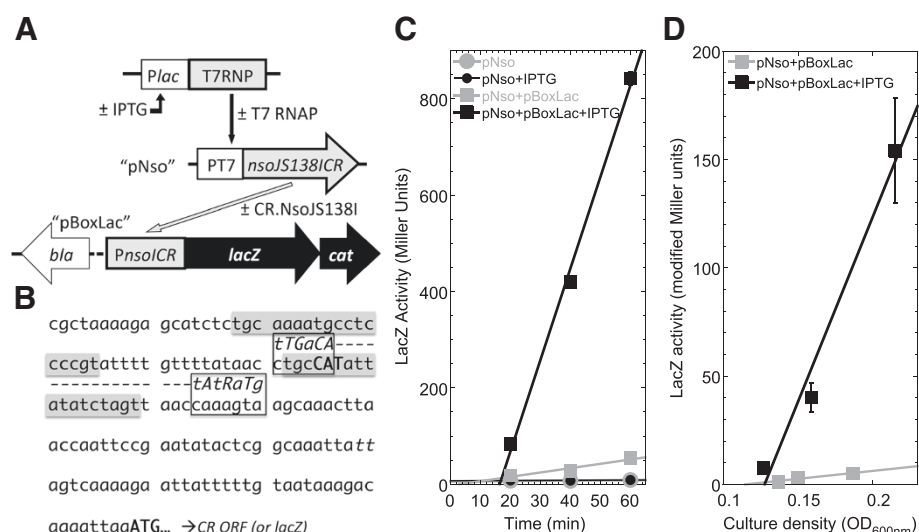 A
Plac T7RNP
± IPTG
± T7 RNAP
“pNso” PT7 nsoJS138ICR
± CR.NsoJS138I
“pBoxLac”
bla PnsoICR lacZ cat
B
cgctaaaaga gcatctctgc aaaatgcctc
tTGaCA----
cccgtatttt gttttataac ctgcCATatt
---------- ---tAtRaTg
atatctagtt aaccaaagta agcaaactta
accaattccg aatatactcg gcaaattatt
agtcaaaaga attatttttg taataaagac
aaaattaaATG... →CR ORF (or lacZ)
C
LacZ Activity (Miller Units)
pNso
pNso+IPTG
pNso+pBoxLac
pNso+pBoxLac+IPTG
800
600
400
200
0
0 10 20 30 40 50 60
Time (min)
D
LacZ activity (modified Miller units)
pNso+pBoxLac
pNso+pBoxLac+IPTG
200
150
100
50
0
0.1 0.15 0.2
Culture density (OD600nm)